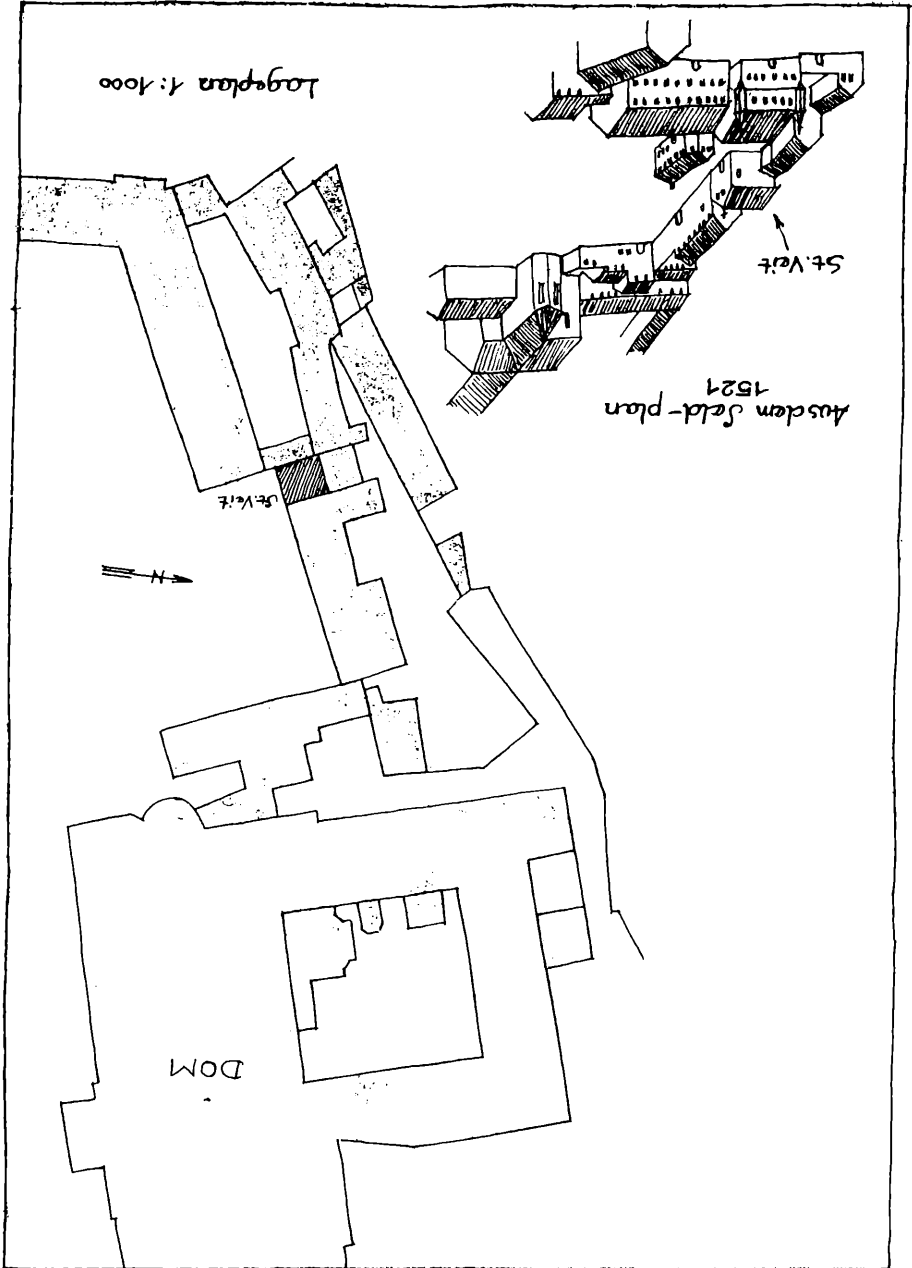 DOM
N
St. Veit
Aus dem Seld-plan
1521
St. Veit
Lageplan 1:1000